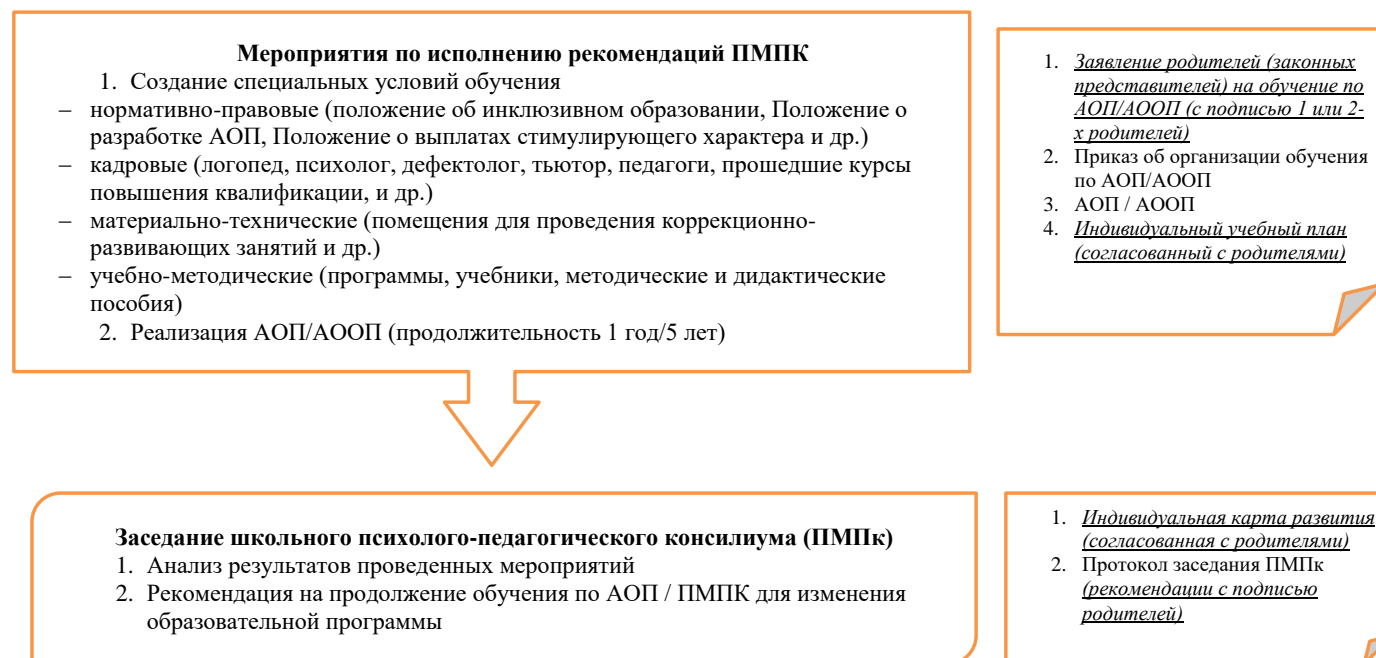 Мероприятия по исполнению рекомендаций ПМПК
1. Создание специальных условий обучения
– нормативно-правовые (положение об инклюзивном образовании, Положение о
разработке АОП, Положение о выплатах стимулирующего характера и др.)
– кадровые (логопед, психолог, дефектолог, тьютор, педагоги, прошедшие курсы
повышения квалификации, и др.)
– материально-технические (помещения для проведения коррекционно-
развивающих занятий и др.)
– учебно-методические (программы, учебники, методические и дидактические
пособия)
2. Реализация АОП/АООП (продолжительность 1 год/5 лет)
1. Заявление родителей (законных
представителей) на обучение по
АОП/АООП (с подписью 1 или 2-
х родителей)
2. Приказ об организации обучения
по АОП/АООП
3. АОП / АООП
4. Индивидуальный учебный план
(согласованный с родителями)
Заседание школьного психолого-педагогического консилиума (ПМПк)
1. Анализ результатов проведенных мероприятий
2. Рекомендация на продолжение обучения по АОП / ПМПК для изменения
образовательной программы
1. Индивидуальная карта развития
(согласованная с родителями)
2. Протокол заседания ПМПк
(рекомендации с подписью
родителей)